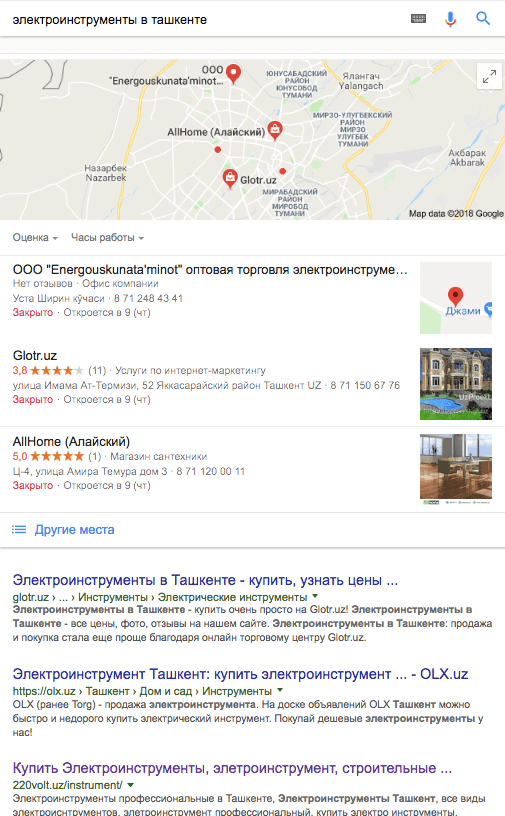 электроинструменты в ташкенте
ООО
"Energouskunata'minot"...
ЮНУСАБАДСКИЙ
РАЙОН
ЮНУСОБОД
ТУМАНИ
Ялангач
Yalangach
МИРЗО-УЛУГБЕКСКИЙ
РАЙОН
МИРЗО
УЛУҒБЕК
ТУМАНИ
AllHome (Алайский)
Акбарак
Akbarak
Назарбек
Nazarbek
Glotr.uz
МИРАБАДСКИЙ
РАЙОН
МИРОБОД
ТУМАНИ
Map data ©2018 Google
Оценка Часы работы
ООО "Energouskunata'minot" оптовая торговля электроинструме...
Нет отзывов · Офис компании
Уста Ширин кўчаси · 8 71 248 43 41
Закрыто · Откроется в 9 (чт)
Джами
Glotr.uz
3,8 (11) · Услуги по интернет-маркетингу
улица Имама Ат-Термизи, 52 Яккасарайский район Ташкент UZ · 8 71 150 67 76
Закрыто · Откроется в 9 (чт)
UzProekt
AllHome (Алайский)
5,0 (1) · Магазин сантехники
Ц-4, улица Амира Темура дом 3 · 8 71 120 00 11
Закрыто · Откроется в 9 (чт)
Другие места
Электроинструменты в Ташкенте - купить, узнать цены ...
glotr.uz › ... › Инструменты › Электрические инструменты
Электроинструменты в Ташкенте - купить очень просто на Glotr.uz! Электроинструменты в
Ташкенте - все цены, фото, отзывы на нашем сайте. Электроинструменты в Ташкенте: продажа
и покупка стала еще проще благодаря онлайн торговому центру Glotr.uz.
Электроинструмент Ташкент: купить электроинструмент ... - OLX.uz
https://olx.uz › Ташкент › Дом и сад › Инструменты
OLX (ранее Torg) - продажа электроинструмента. На доске объявлений OLX Ташкент можно
быстро и недорого купить электрический инструмент. Покупай дешевые электроинструменты у
нас!
Купить Электроинструменты, элетроинструмент, строительные ...
220volt.uz/instrument/
Электроинструменты профессиональные в Ташкенте, Электроинструменты Ташкент, все виды
электроиснтрументов, элетроинструмент профессиональный, купить электро инструменты,